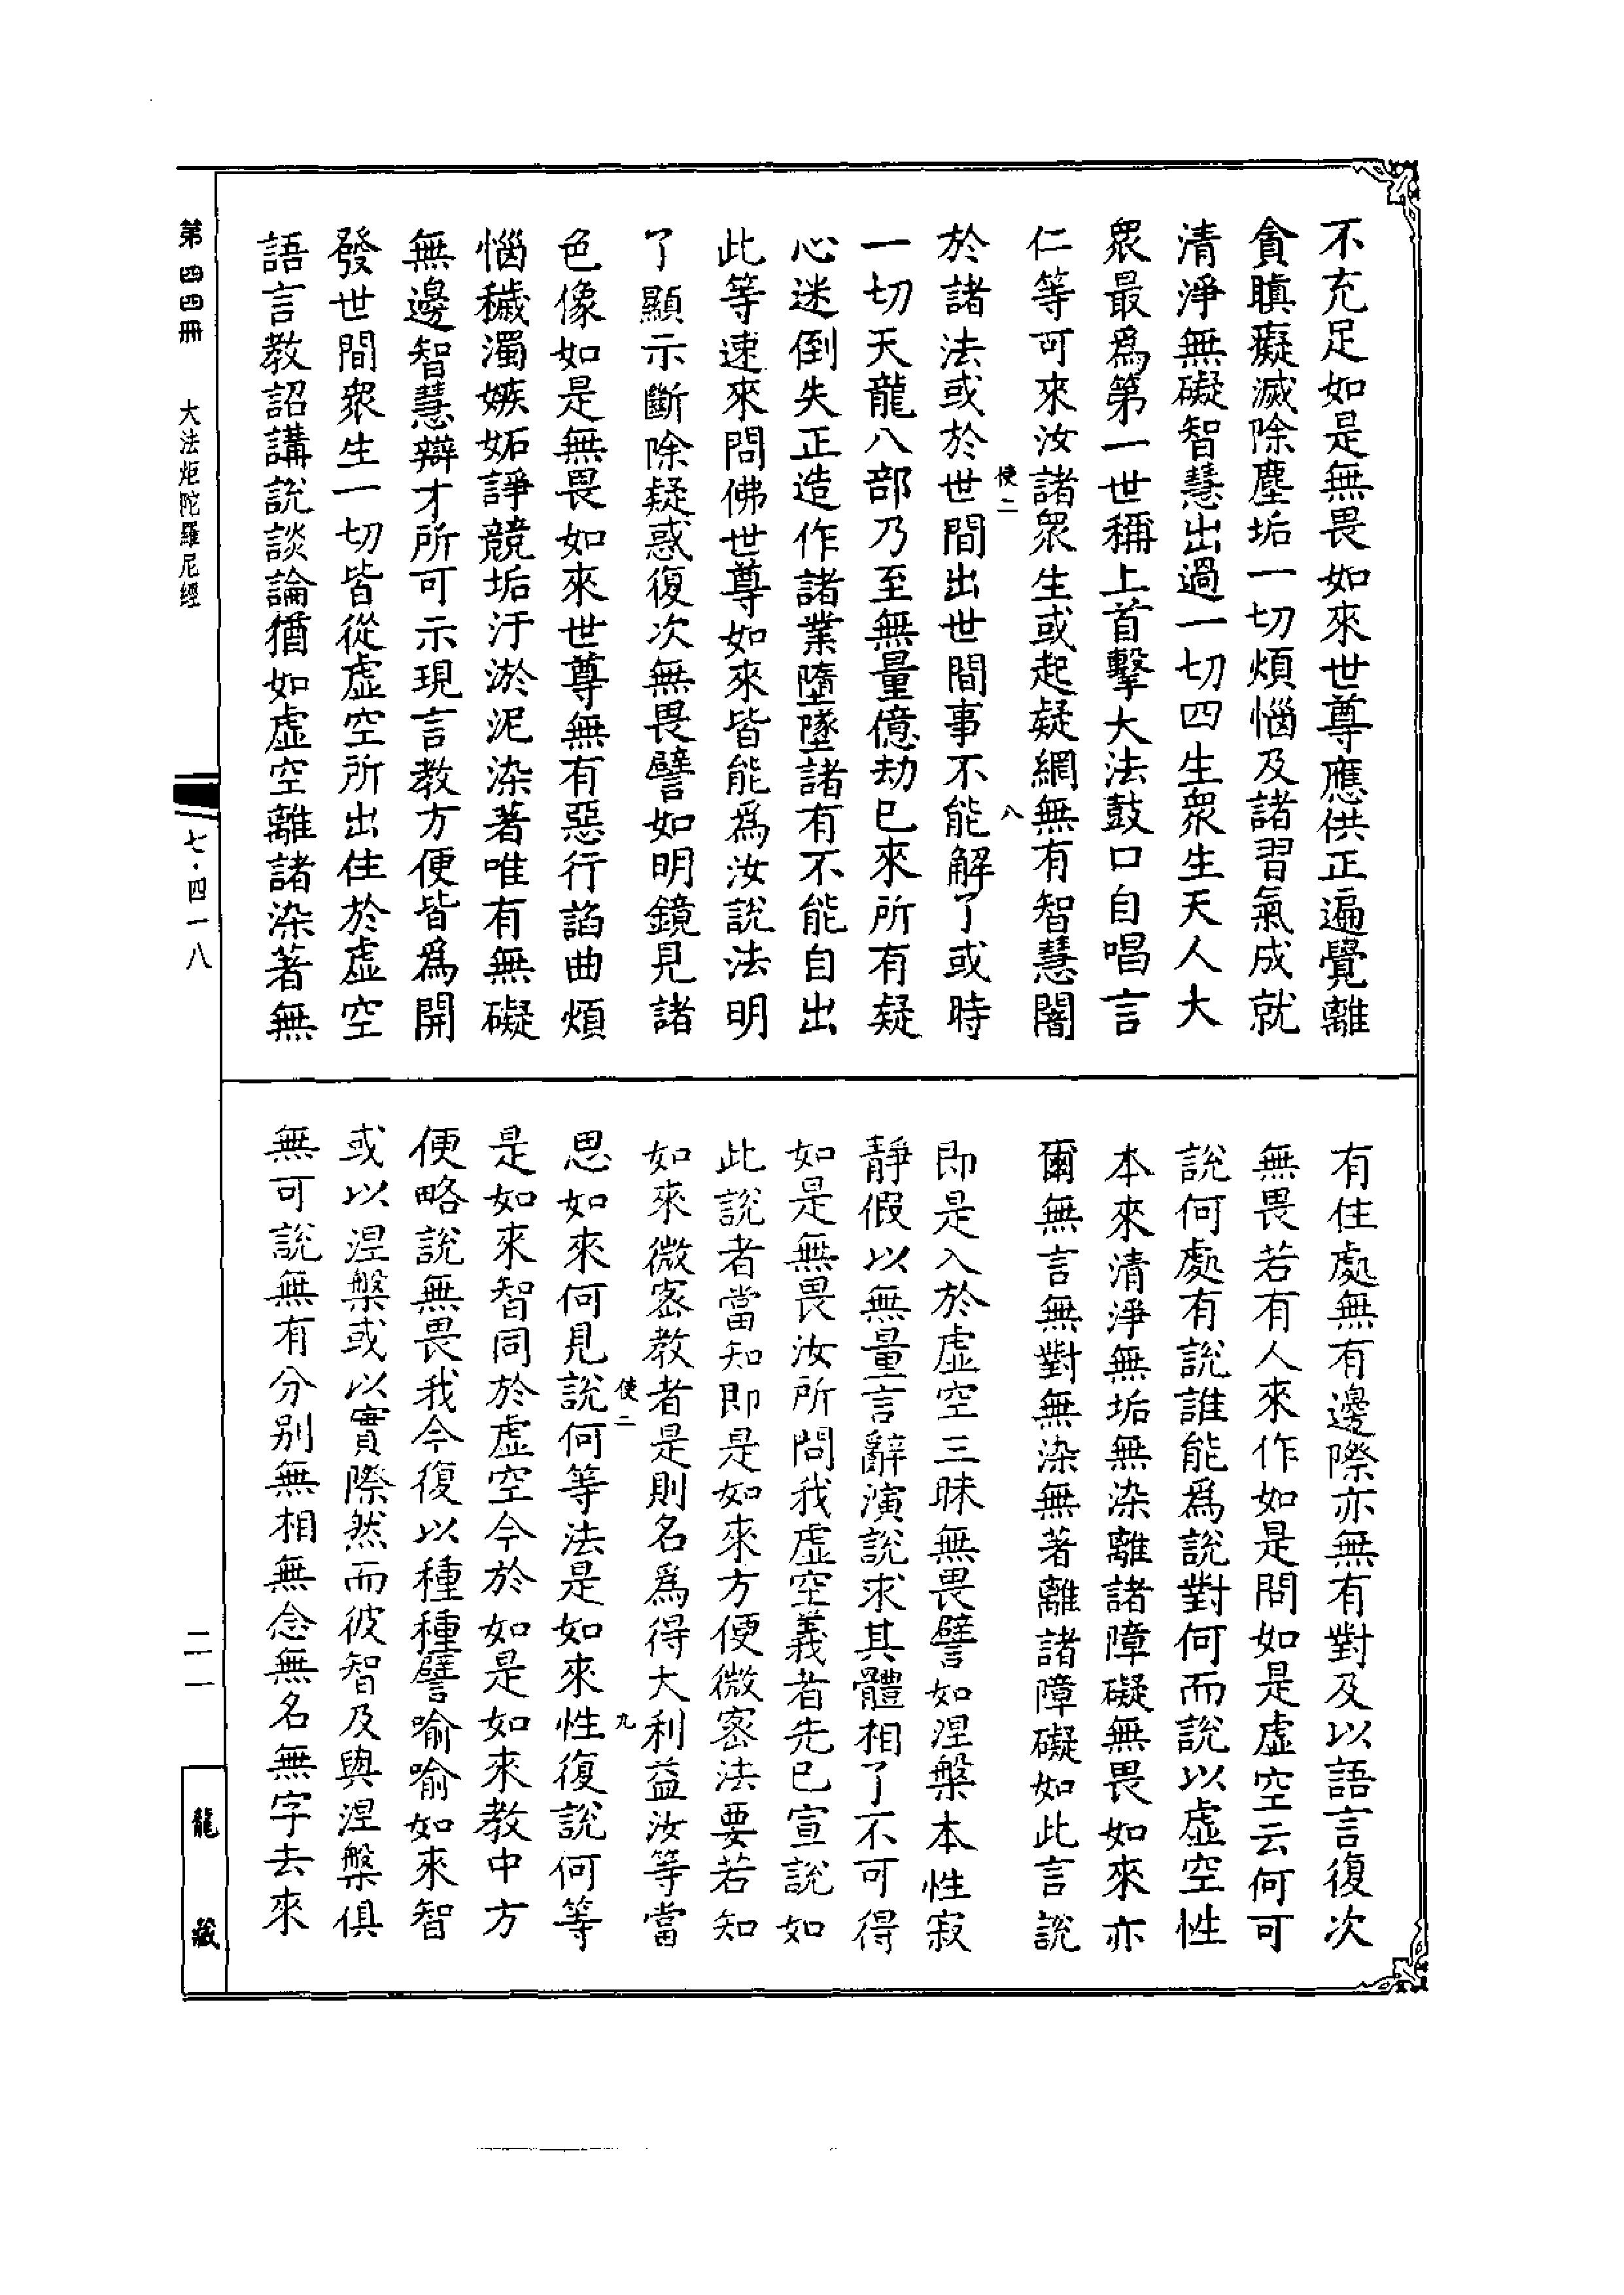 不充足如是無畏如來世尊應供正遍覺離
貪瞋癡滅除塵垢一切煩惱及諸習氣成就
清淨無礙智慧出過一切四生衆生天人大
衆最爲第一世稱上首擊大法鼓口自唱言
仁等可來汝諸衆生或起疑網無有智慧闇
使二 八
於諸法或於世間出世間事不能解了或時
一切天龍八部乃至無量億劫已來所有疑
心迷倒失正造作諸業墮墜諸有不能自出
此等速來問佛世尊如來皆能爲汝說法明
了顯示斷除疑惑復次無畏譬如明鏡見諸
色像如是無畏如來世尊無有惡行諂曲煩
惱穢濁嫉妬諍競垢汙淤泥染著唯有無礙
無邊智慧辯才所可示現言教方便皆爲開
發世間衆生一切皆從虛空所出住於虛空
語言教詔講說談論猶如虛空離諸染著無
有住處無有邊際亦無有對及以語言復次
無畏若有人來作如是問如是虛空云何可
說何處有說誰能爲說對何而說以虛空性
本來清淨無垢無染離諸障礙無畏如來亦
爾無言無對無染無著離諸障礙如此言說
即是入於虛空三昧無畏譬如涅槃本性寂
靜假以無量言辭演說求其體相了不可得
如是無畏汝所問我虛空義者先已宣說如
此說者當知即是如來方便微密法要若知
如來微密教者是則名爲得大利益汝等當
使二 九
思如來何見說何等法是如來性復說何等
是如來智同於虛空今於如是如來教中方
便略說無畏我今復以種種譬喻喻如來智
或以涅槃或以實際然而彼智及與涅槃俱
無可說無有分別無相無念無名無字去來
第四四冊 大法炬陀羅尼經
七·四一八
二一
龍藏